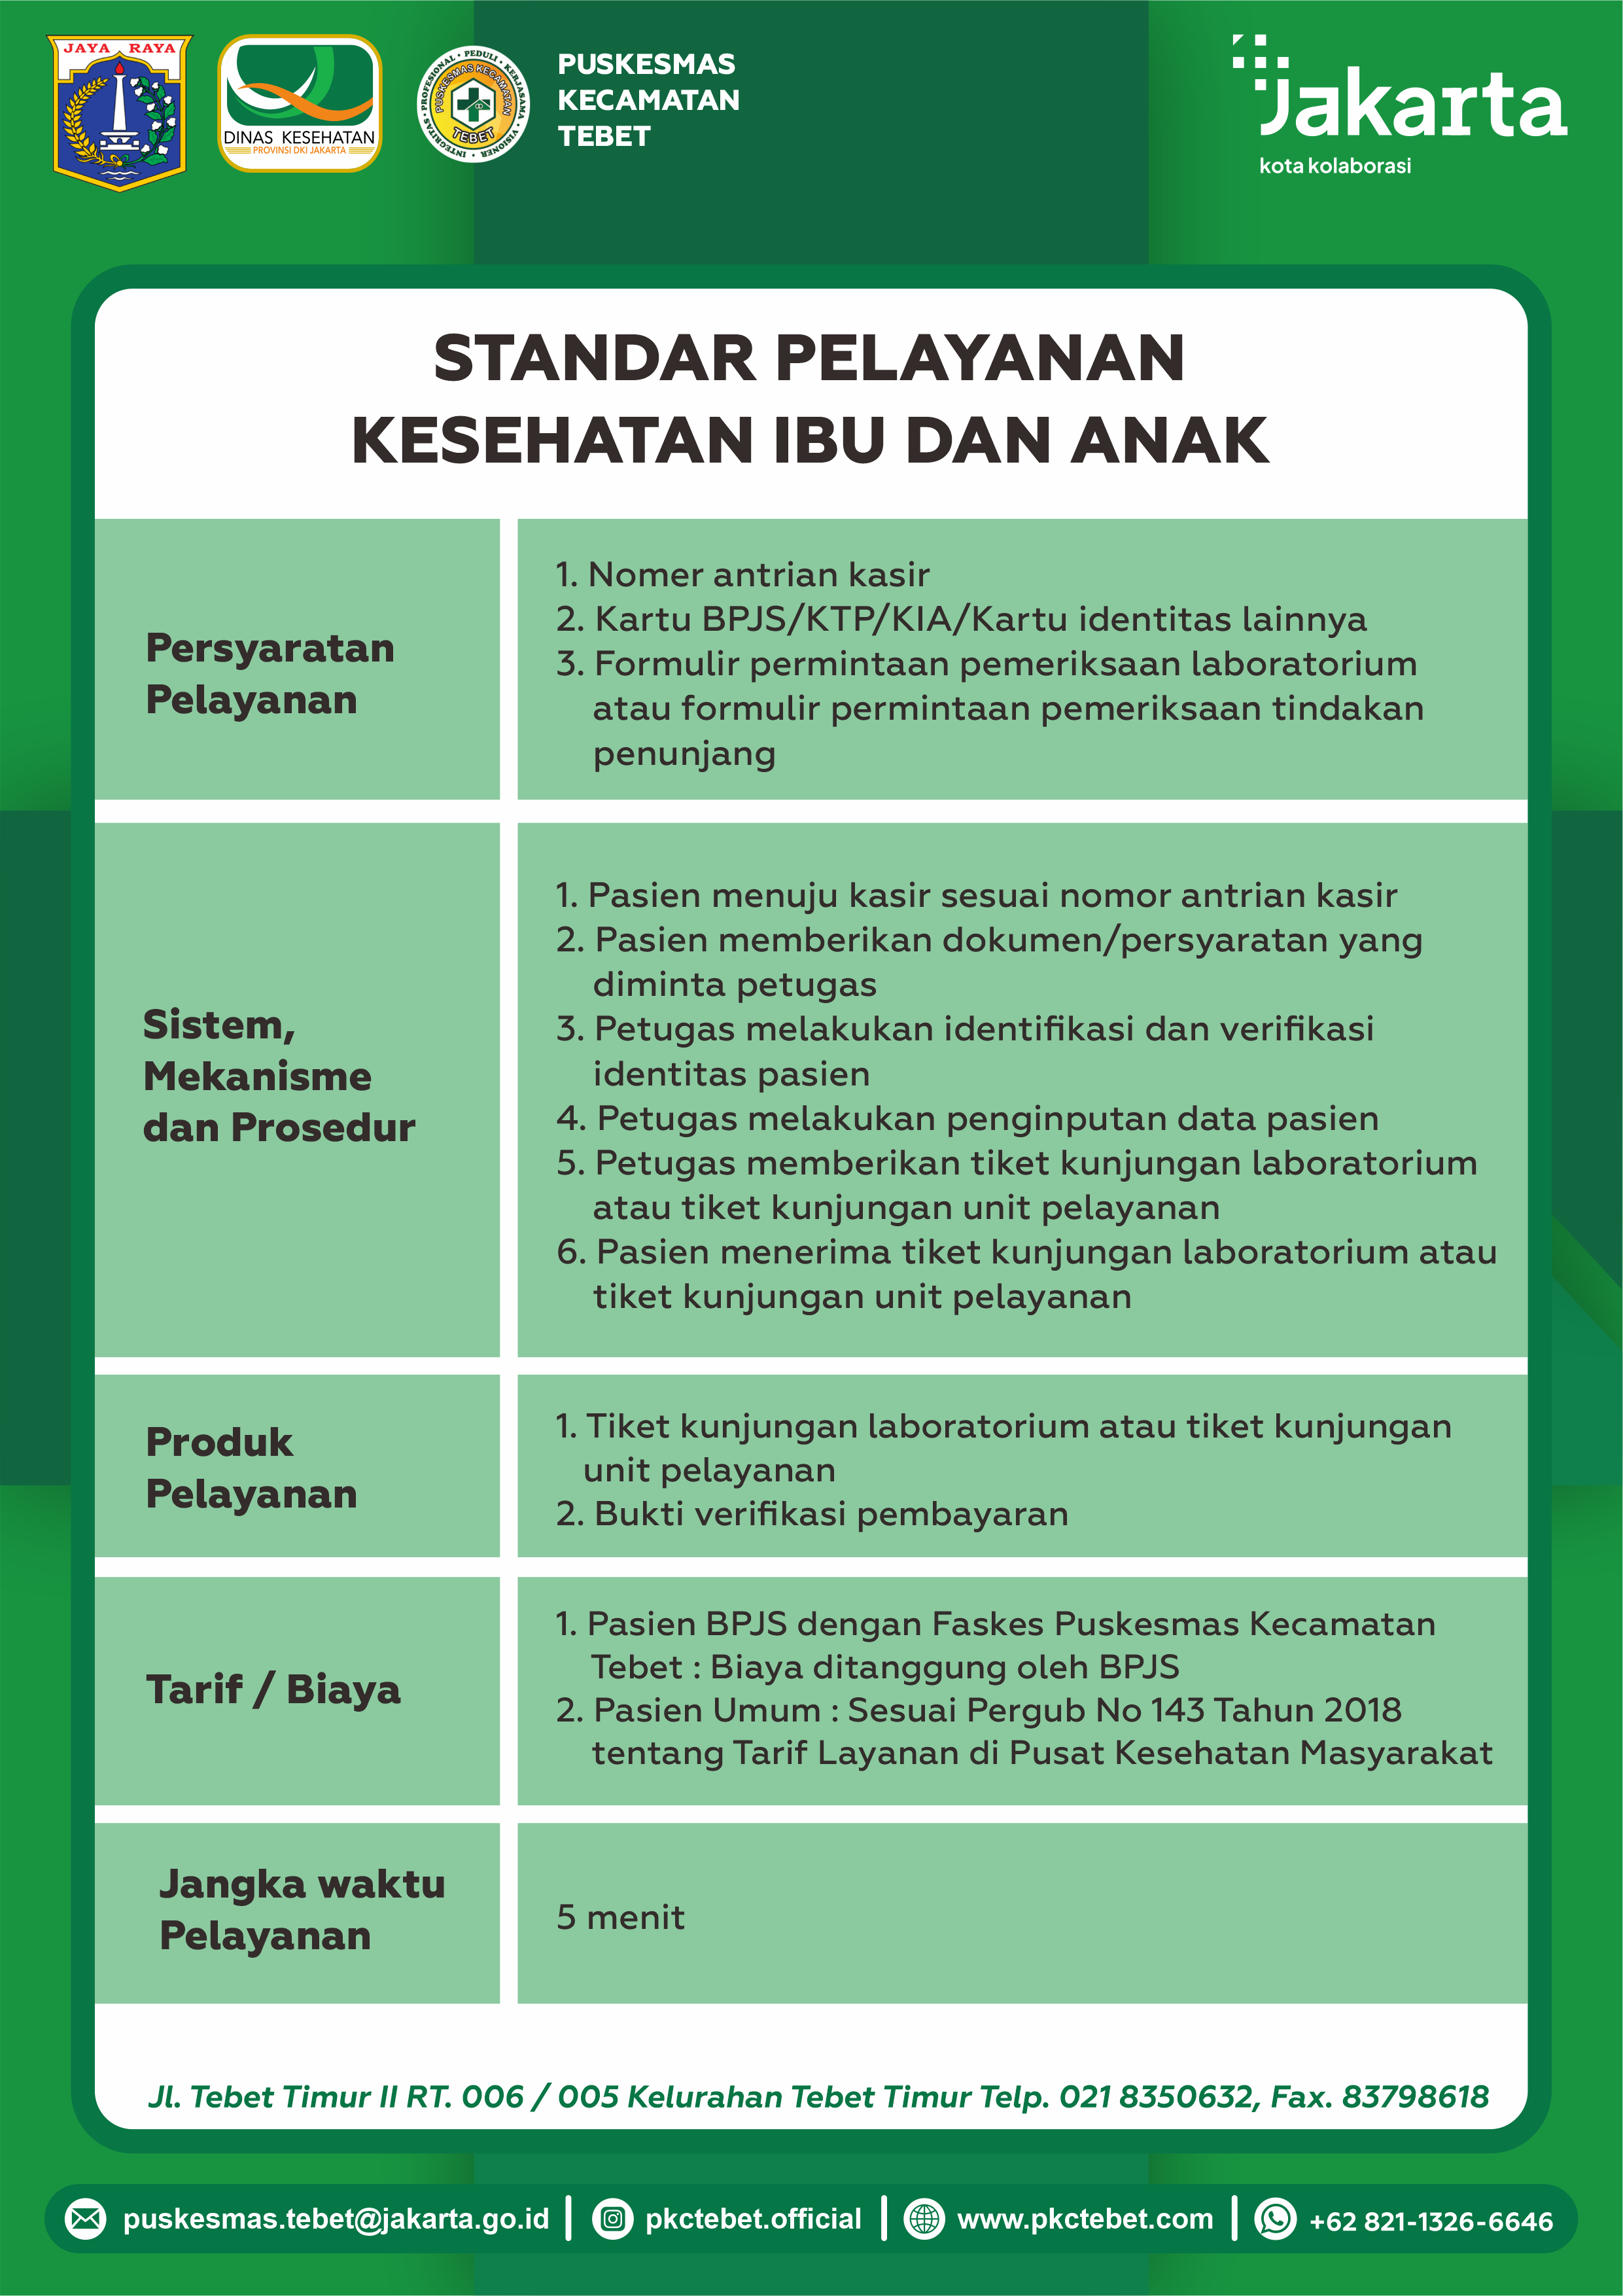 JAYA RAYA
DINAS KESEHATAN
PROVINSI DKI JAKARTA
PROFESIONAL • PEDULI • KERJASAMA • VISIONER • INTEGRITAS
PUSKESMAS KECAMATAN
TEBET
PUSKESMAS
KECAMATAN
TEBET
Jakarta
kota kolaborasi
STANDAR PELAYANAN
KESEHATAN IBU DAN ANAK
Persyaratan
Pelayanan
1. Nomer antrian kasir
2. Kartu BPJS/KTP/KIA/Kartu identitas lainnya
3. Formulir permintaan pemeriksaan laboratorium
atau formulir permintaan pemeriksaan tindakan
penunjang
Sistem,
Mekanisme
dan Prosedur
1. Pasien menuju kasir sesuai nomor antrian kasir
2. Pasien memberikan dokumen/persyaratan yang
diminta petugas
3. Petugas melakukan identifikasi dan verifikasi
identitas pasien
4. Petugas melakukan penginputan data pasien
5. Petugas memberikan tiket kunjungan laboratorium
atau tiket kunjungan unit pelayanan
6. Pasien menerima tiket kunjungan laboratorium atau
tiket kunjungan unit pelayanan
Produk
Pelayanan
1. Tiket kunjungan laboratorium atau tiket kunjungan
unit pelayanan
2. Bukti verifikasi pembayaran
Tarif / Biaya
1. Pasien BPJS dengan Faskes Puskesmas Kecamatan
Tebet : Biaya ditanggung oleh BPJS
2. Pasien Umum : Sesuai Pergub No 143 Tahun 2018
tentang Tarif Layanan di Pusat Kesehatan Masyarakat
Jangka waktu
Pelayanan
5 menit
Jl. Tebet Timur II RT. 006 / 005 Kelurahan Tebet Timur Telp. 021 8350632, Fax. 83798618
puskesmas.tebet@jakarta.go.id | pkctebet.official | www.pkctebet.com | +62 821-1326-6646